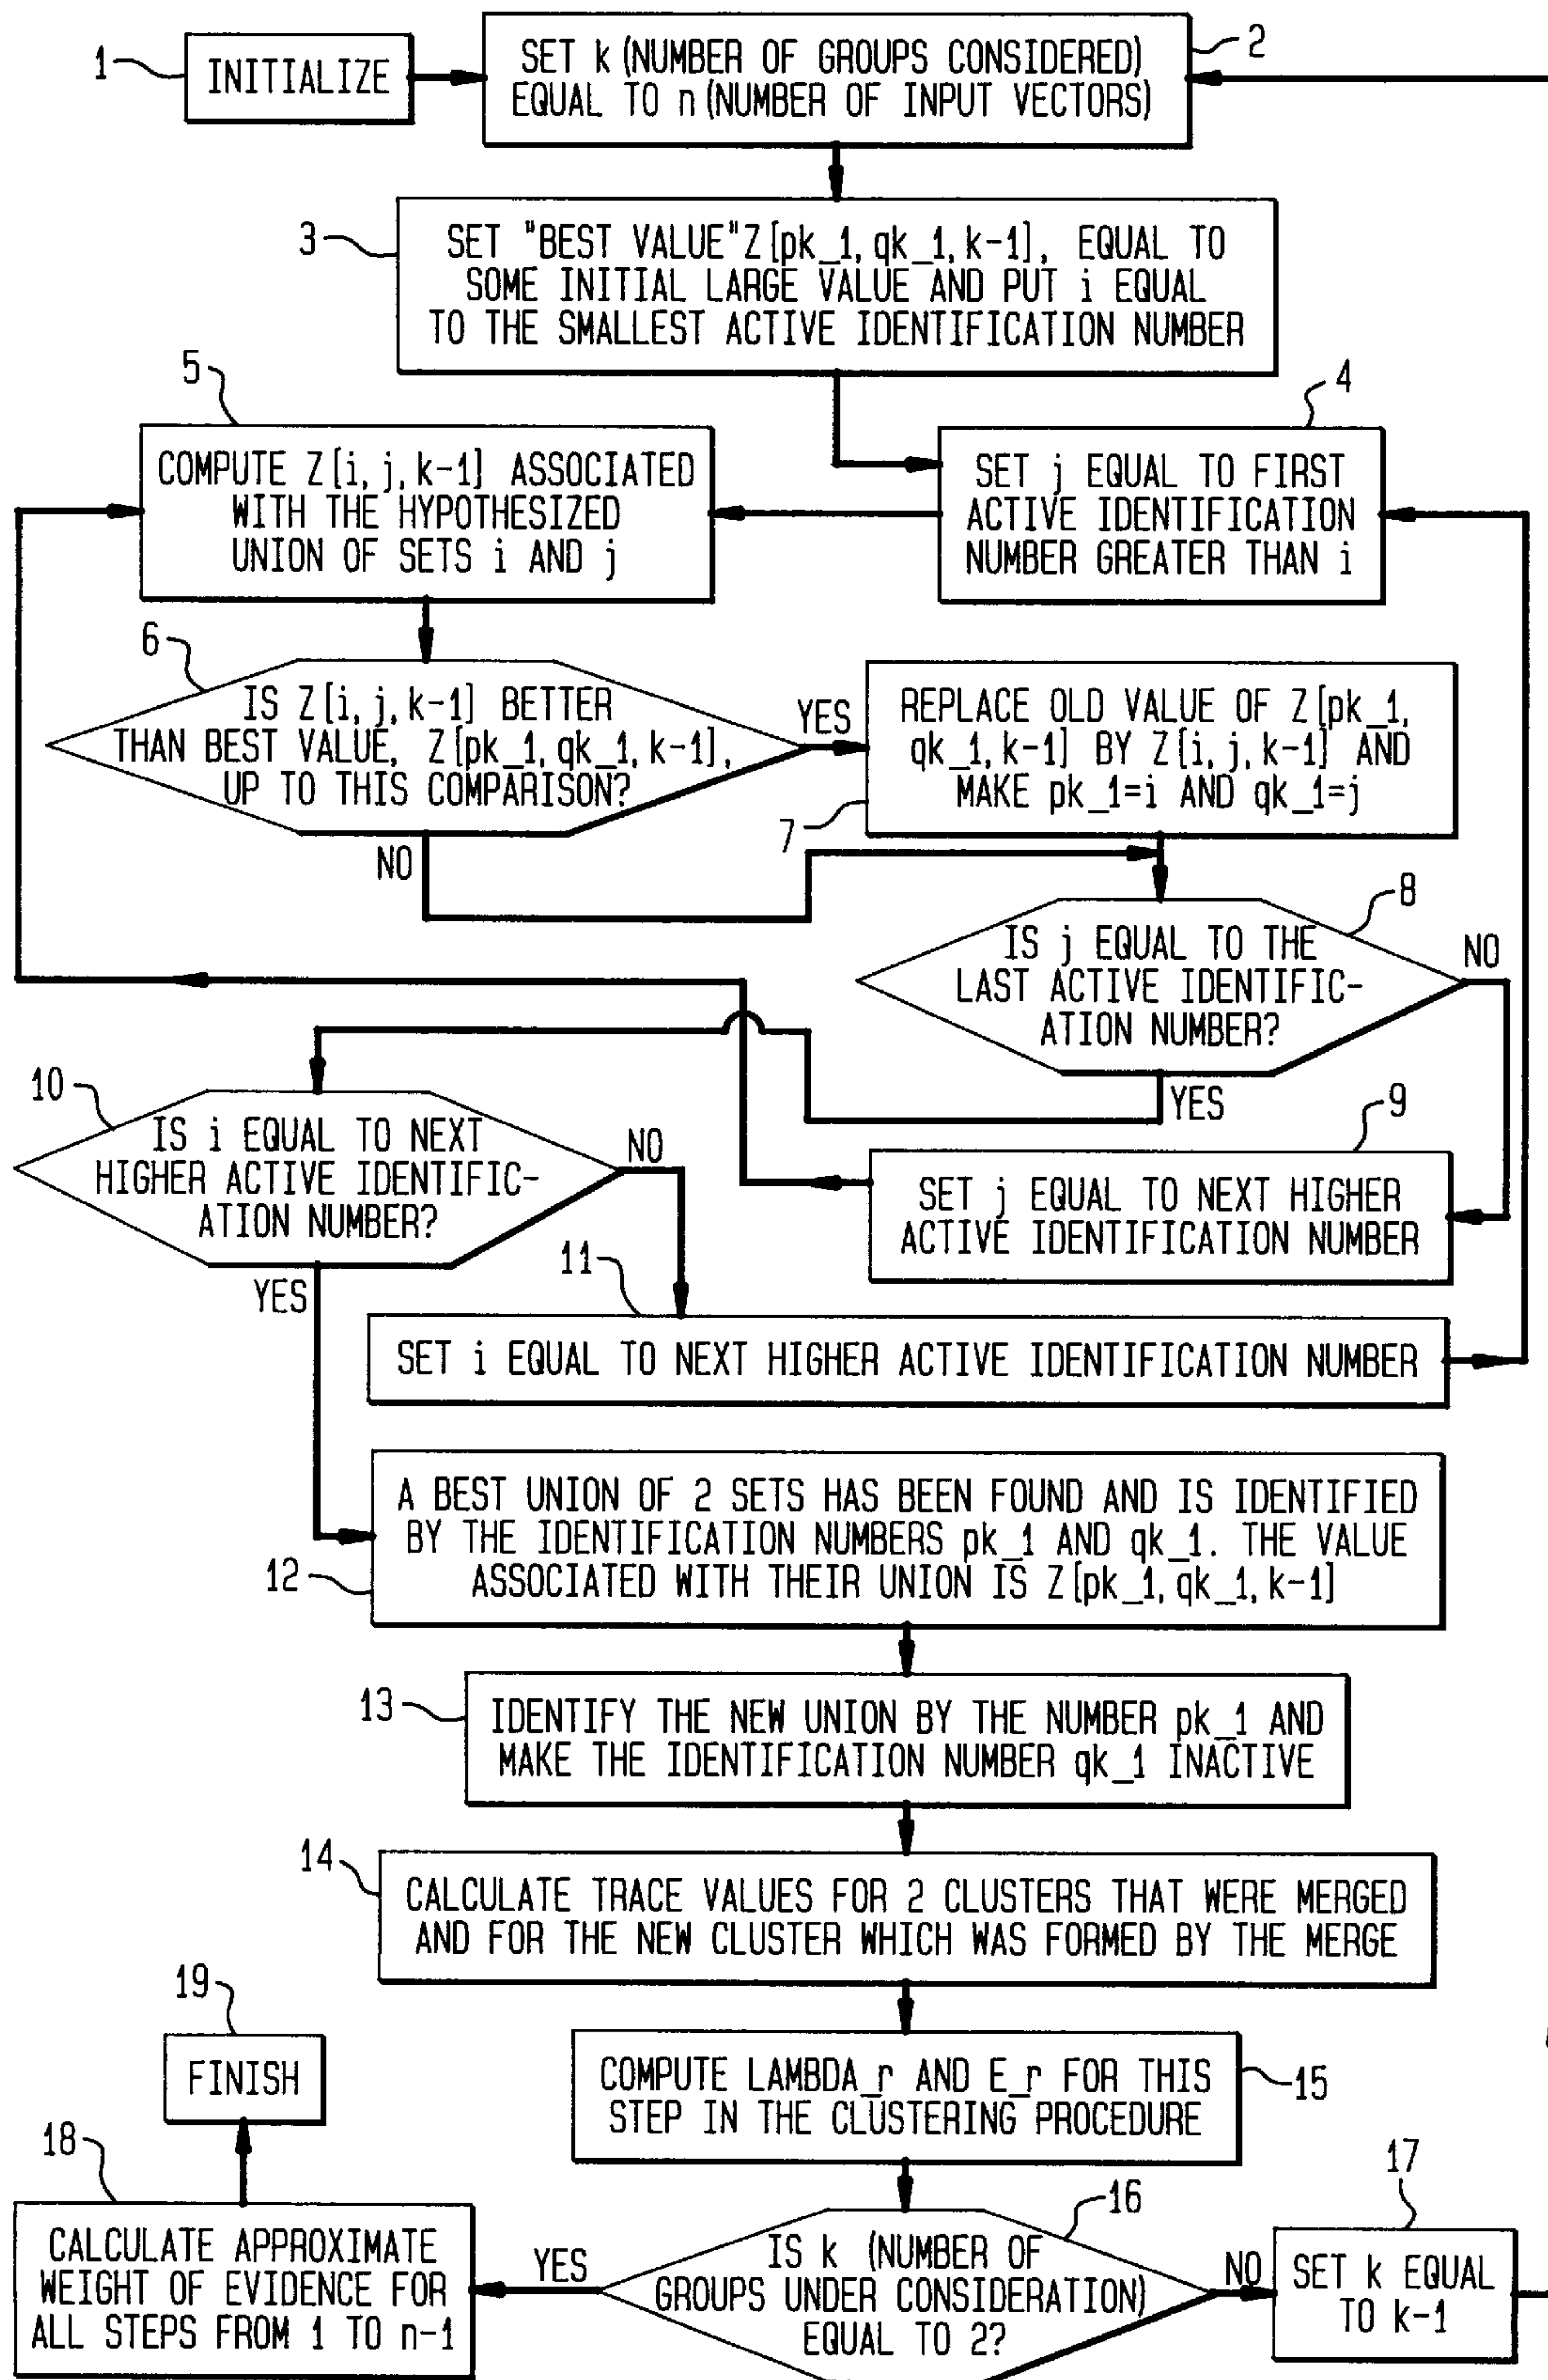 1
INITIALIZE
SET k (NUMBER OF GROUPS CONSIDERED)
EQUAL TO n (NUMBER OF INPUT VECTORS)
2
3
SET "BEST VALUE" Z[pk_1, qk_1, k-1], EQUAL TO
SOME INITIAL LARGE VALUE AND PUT i EQUAL
TO THE SMALLEST ACTIVE IDENTIFICATION NUMBER
5
COMPUTE Z[i, j, k-1] ASSOCIATED
WITH THE HYPOTHESIZED
UNION OF SETS i AND j
4
SET j EQUAL TO FIRST
ACTIVE IDENTIFICATION
NUMBER GREATER THAN i
6
IS Z[i, j, k-1] BETTER
THAN BEST VALUE, Z[pk_1, qk_1, k-1],
UP TO THIS COMPARISON?
YES
NO
REPLACE OLD VALUE OF Z[pk_1,
qk_1, k-1] BY Z[i, j, k-1] AND
MAKE pk_1=i AND qk_1=j
7
8
IS j EQUAL TO THE
LAST ACTIVE IDENTIFIC-
ATION NUMBER?
NO
YES
10
IS i EQUAL TO NEXT
HIGHER ACTIVE IDENTIFIC-
ATION NUMBER?
NO
YES
9
SET j EQUAL TO NEXT HIGHER
ACTIVE IDENTIFICATION NUMBER
11
SET i EQUAL TO NEXT HIGHER ACTIVE IDENTIFICATION NUMBER
A BEST UNION OF 2 SETS HAS BEEN FOUND AND IS IDENTIFIED
BY THE IDENTIFICATION NUMBERS pk_1 AND qk_1. THE VALUE
ASSOCIATED WITH THEIR UNION IS Z[pk_1, qk_1, k-1]
12
13
IDENTIFY THE NEW UNION BY THE NUMBER pk_1 AND
MAKE THE IDENTIFICATION NUMBER qk_1 INACTIVE
14
CALCULATE TRACE VALUES FOR 2 CLUSTERS THAT WERE MERGED
AND FOR THE NEW CLUSTER WHICH WAS FORMED BY THE MERGE
19
FINISH
COMPUTE LAMBDA_r AND E_r FOR THIS
STEP IN THE CLUSTERING PROCEDURE
15
18
CALCULATE APPROXIMATE
WEIGHT OF EVIDENCE FOR
ALL STEPS FROM 1 TO n-1
YES
16
IS k (NUMBER OF
GROUPS UNDER CONSIDERATION)
EQUAL TO 2?
NO
17
SET k EQUAL
TO k-1